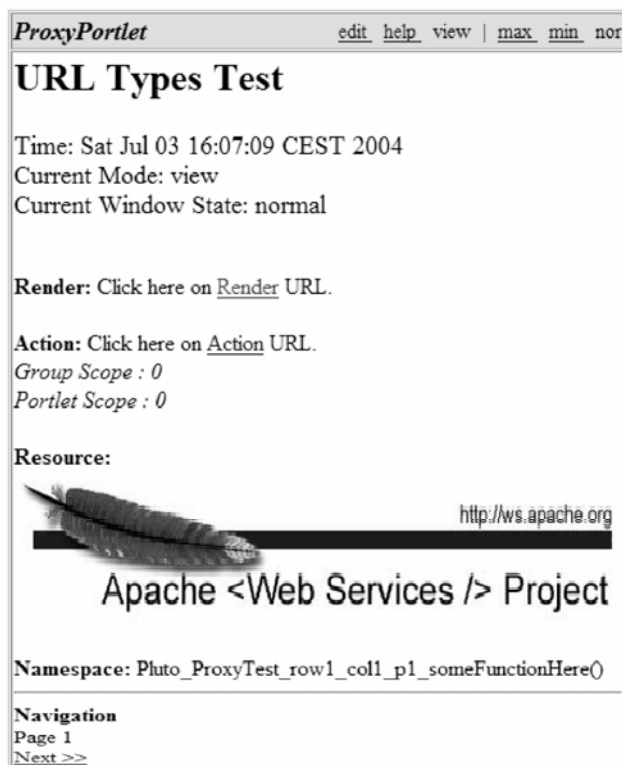 ProxyPortlet edit help view | max min nor
URL Types Test
Time: Sat Jul 03 16:07:09 CEST 2004
Current Mode: view
Current Window State: normal
Render: Click here on Render URL.
Action: Click here on Action URL.
Group Scope : 0
Portlet Scope : 0
Resource:
http://ws.apache.org
Apache <Web Services /> Project
Namespace: Pluto_ProxyTest_row1_col1_p1_someFunctionHere()
Navigation
Page 1
Next >>